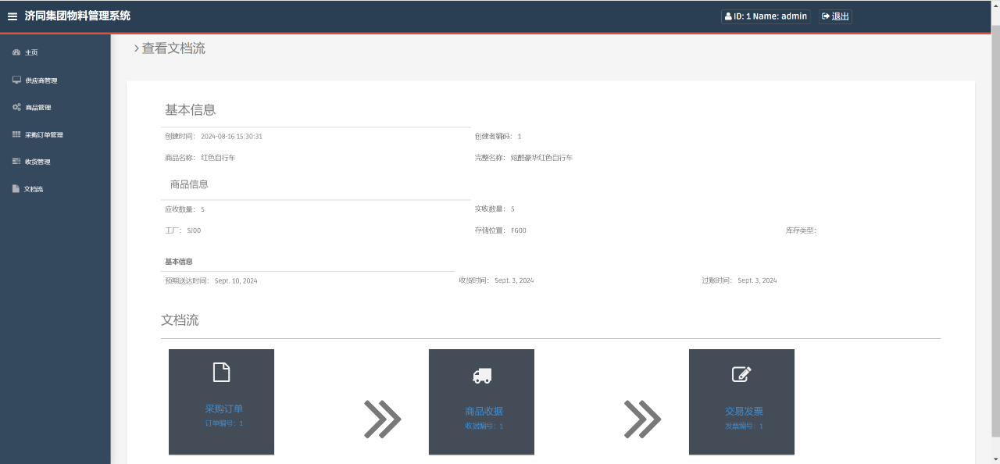 济同集团物料管理系统
ID: 1 Name: admin
退出
主页
供应商管理
商品管理
采购订单管理
收货管理
文档流
查看文档流
基本信息
创建时间: 2024-08-16 15:30:31 创建者编码: 1
商品名称: 红色自行车 完整名称: 炫酷豪华红色自行车
商品信息
应收数量: 5 实收数量: 5
工厂: SJ00 存储位置: FG00 库存类型:
基本信息
预期送达时间: Sept. 10, 2024 收货时间: Sept. 3, 2024 过账时间: Sept. 3, 2024
文档流
采购订单
订单编号: 1
商品收据
收据编号: 1
交易发票
发票编号: 1